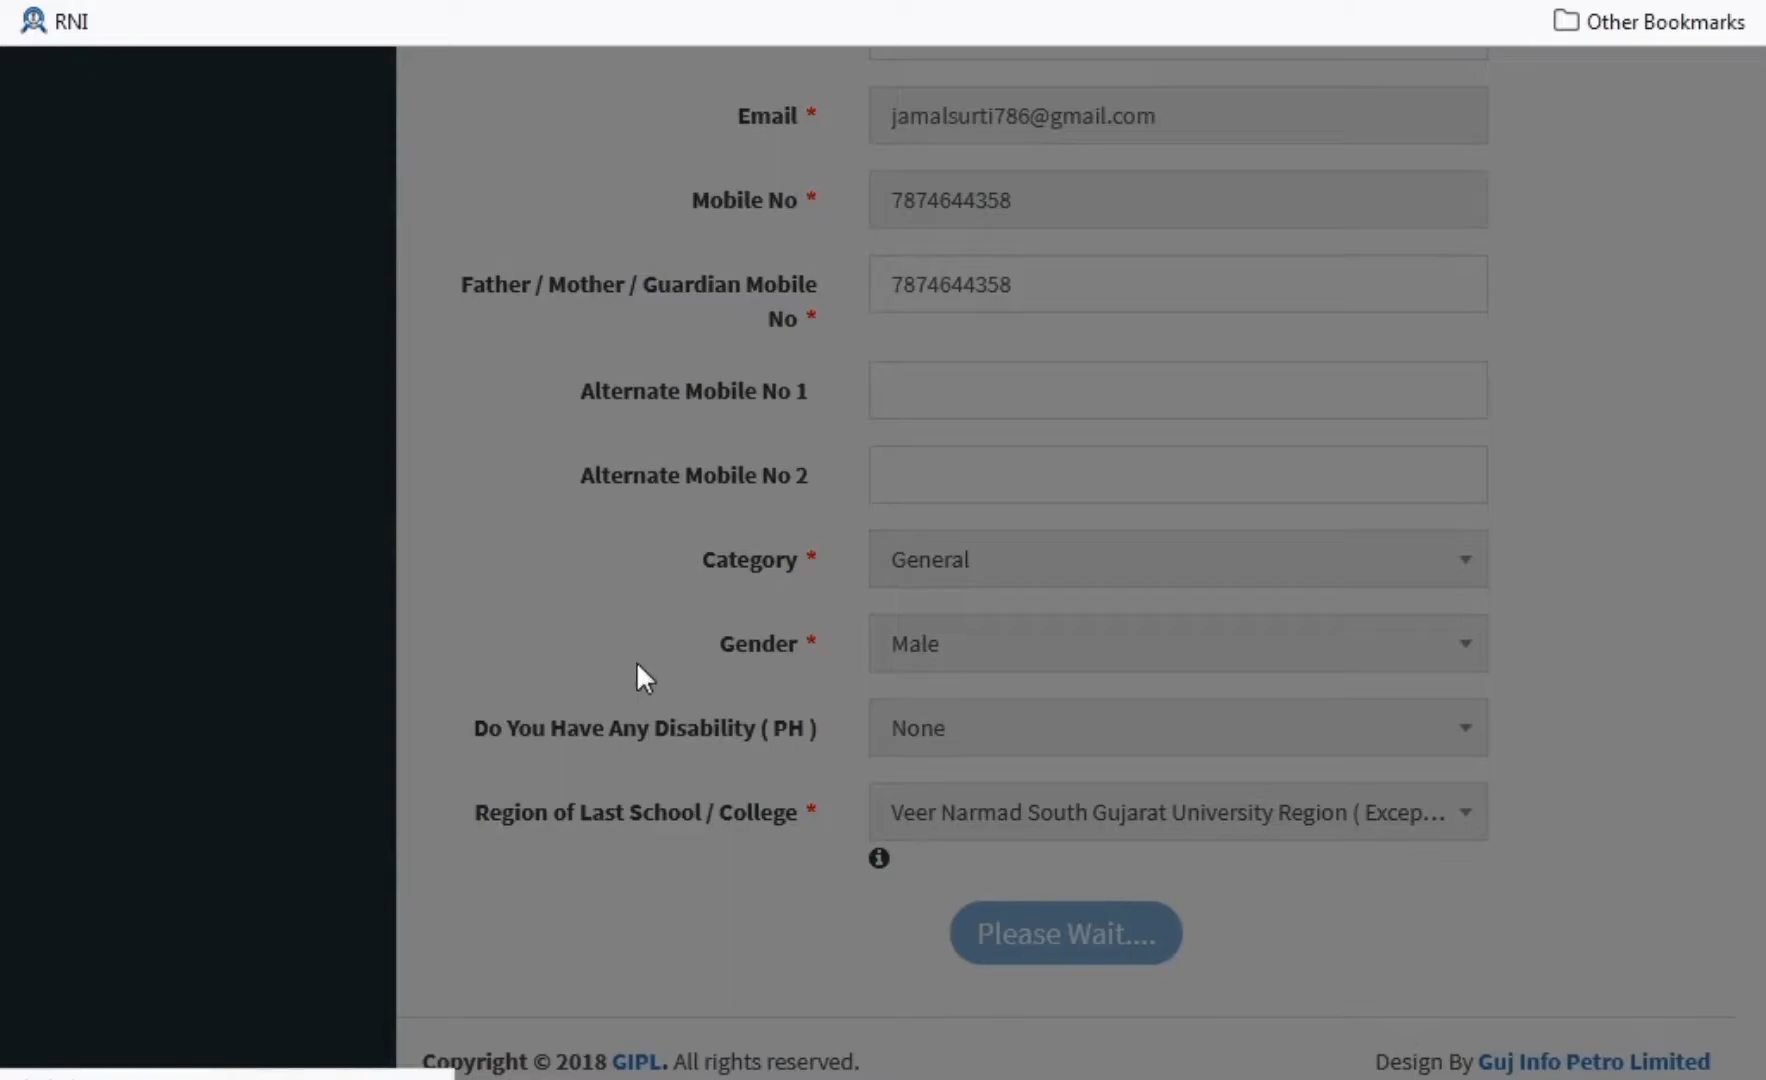 RNI
Other Bookmarks
Email *
jamalsurti786@gmail.com
Mobile No *
7874644358
Father / Mother / Guardian Mobile
No *
7874644358
Alternate Mobile No 1
Alternate Mobile No 2
Category *
General
Gender *
Male
Do You Have Any Disability ( PH )
None
Region of Last School / College *
Veer Narmad South Gujarat University Region ( Excep...
Please Wait....
Copyright © 2018 GIPL. All rights reserved.
Design By Guj Info Petro Limited